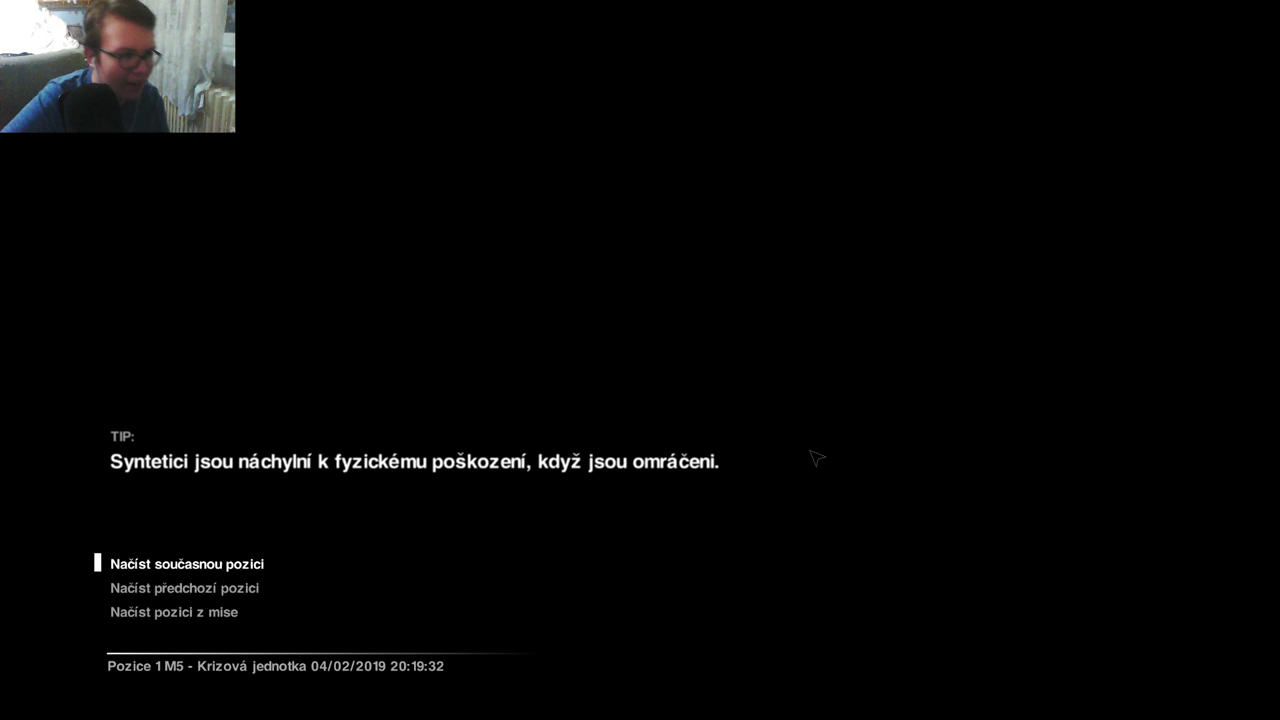 TIP:
Syntetici jsou náchylní k fyzickému poškození, když jsou omráčeni.
Načíst současnou pozici
Načíst předchozí pozici
Načíst pozici z mise
Pozice 1 M5 - Krizová jednotka 04/02/2019 20:19:32